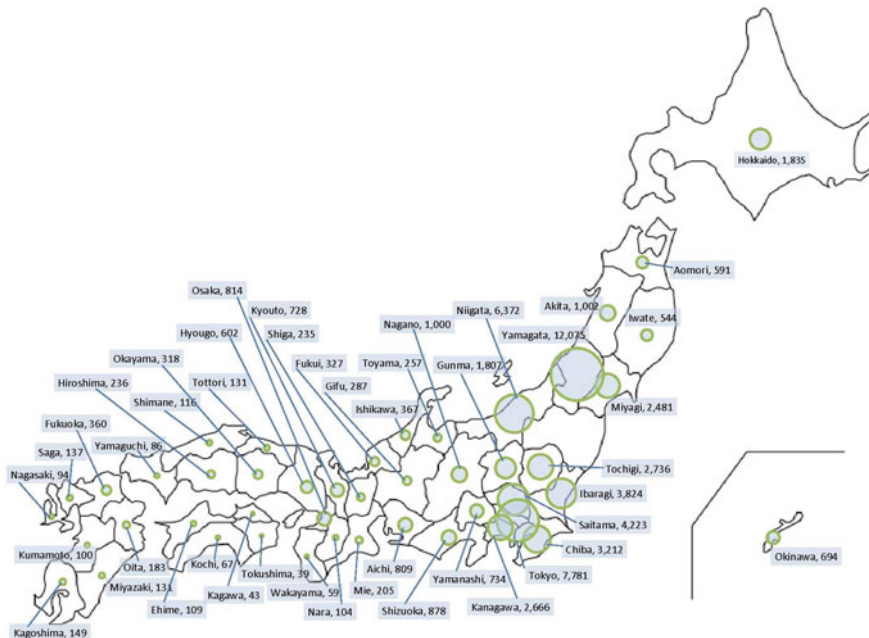 Hokkaido, 1,835
Aomori, 591
Osaka, 814
Kyouto, 728
Niigata, 6,372
Akita, 1,002
Iwate, 544
Hyougo, 602
Shiga, 235
Nagano, 1,000
Yamagata, 12,075
Okayama, 318
Fukui, 327
Toyama, 257
Gunma, 1,807
Hiroshima, 236
Tottori, 131
Gifu, 287
Shimane, 116
Ishikawa, 367
Miyagi, 2,481
Fukuoka, 360
Yamaguchi, 86
Saga, 137
Nagasaki, 94
Tochigi, 2,736
Ibaragi, 3,824
Saitama, 4,223
Chiba, 3,212
Tokyo, 7,781
Kanagawa, 2,666
Okinawa, 694
Kumamoto, 100
Oita, 183
Kochi, 67
Tokushima, 39
Aichi, 809
Yamanashi, 734
Miyazaki, 131
Kagawa, 43
Wakayama, 59
Mie, 205
Ehime, 109
Nara, 104
Shizuoka, 878
Kagoshima, 149